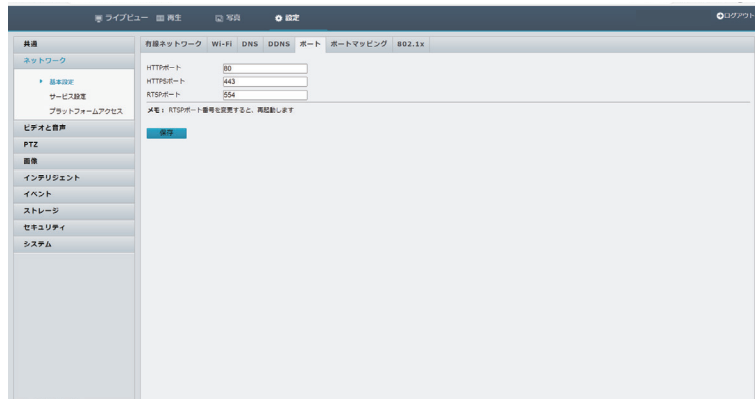 ライブビュー 再生 写真 設定 ログアウト
共通
ネットワーク
基本設定
サービス設定
プラットフォームアクセス
ビデオと音声
PTZ
画像
インテリジェント
イベント
ストレージ
セキュリティ
システム
有線ネットワーク Wi-Fi DNS DDNS ポート ポートマッピング 802.1x
HTTPポート 80
HTTPSポート 443
RTSPポート 554
メモ： RTSPポート番号を変更すると、再起動します
保存